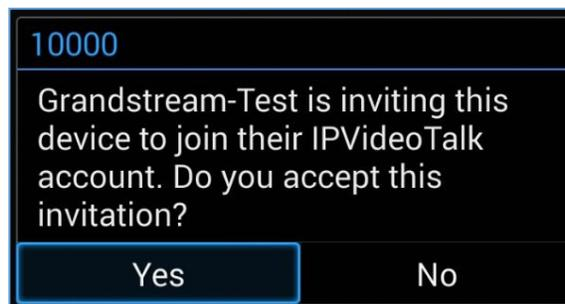 10000
Grandstream-Test is inviting this
device to join their IPVideoTalk
account. Do you accept this
invitation?
Yes No